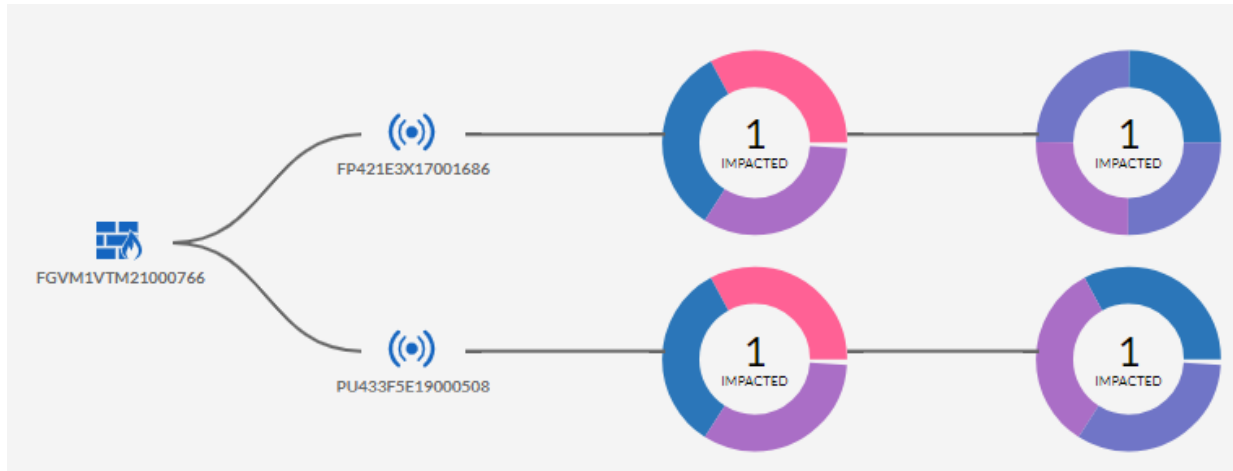 FP421E3X17001686
1
IMPACTED
1
IMPACTED
FGVM1VTM21000766
PU433F5E19000508
1
IMPACTED
1
IMPACTED